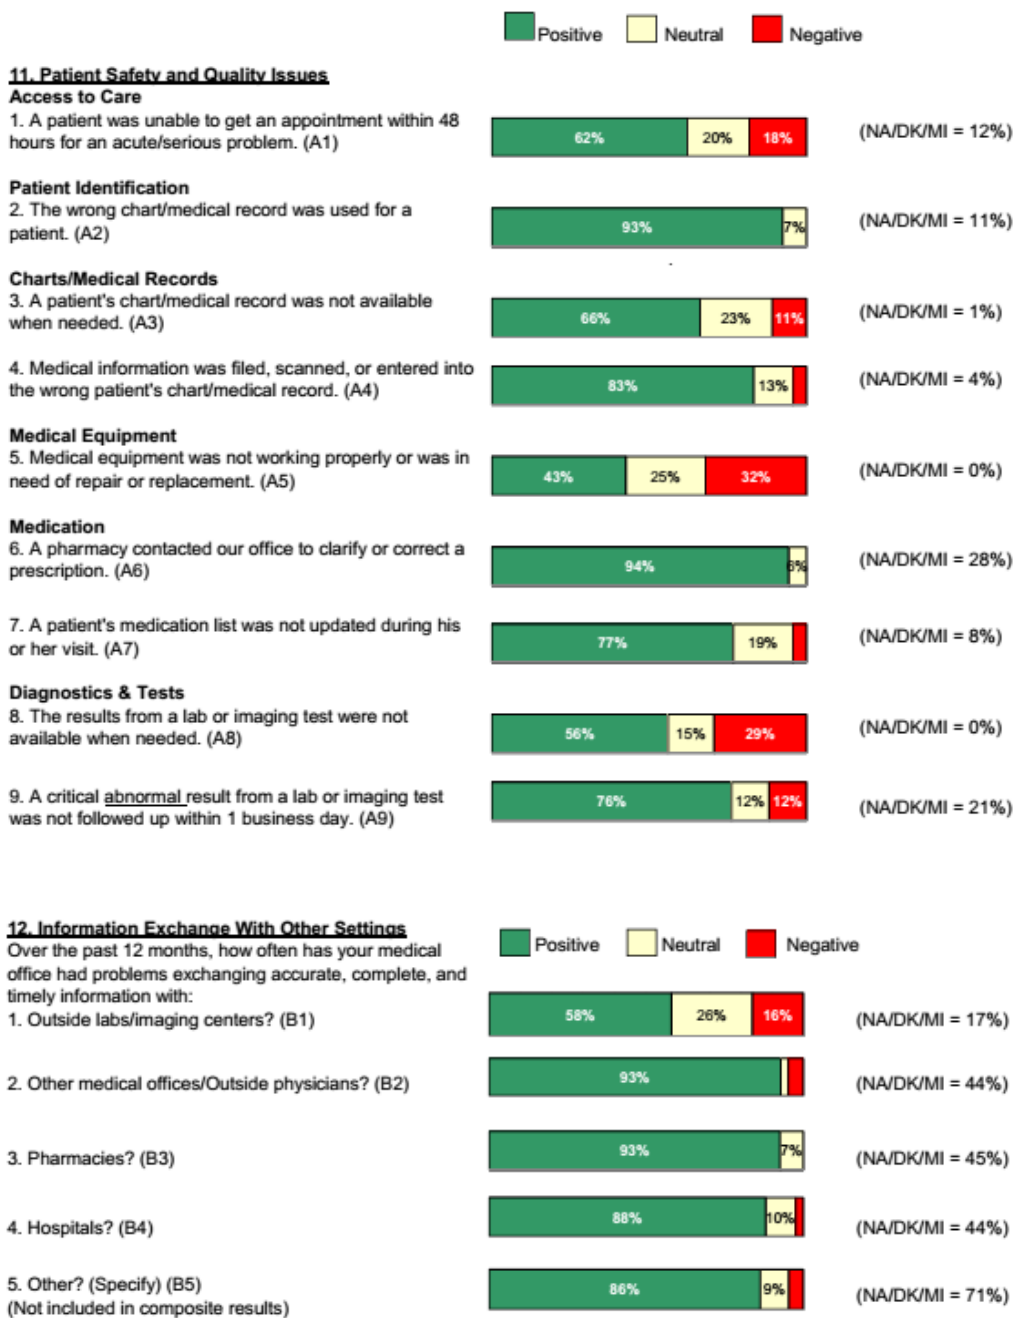 Positive Neutral Negative
11. Patient Safety and Quality Issues
Access to Care
1. A patient was unable to get an appointment within 48
hours for an acute/serious problem. (A1)
62% 20% 18% (NA/DK/MI = 12%)
Patient Identification
2. The wrong chart/medical record was used for a
patient. (A2)
93% 7% (NA/DK/MI = 11%)
Charts/Medical Records
3. A patient's chart/medical record was not available
when needed. (A3)
66% 23% 11% (NA/DK/MI = 1%)
4. Medical information was filed, scanned, or entered into
the wrong patient's chart/medical record. (A4)
83% 13% (NA/DK/MI = 4%)
Medical Equipment
5. Medical equipment was not working properly or was in
need of repair or replacement. (A5)
43% 25% 32% (NA/DK/MI = 0%)
Medication
6. A pharmacy contacted our office to clarify or correct a
prescription. (A6)
94% 6% (NA/DK/MI = 28%)
7. A patient's medication list was not updated during his
or her visit. (A7)
77% 19% (NA/DK/MI = 8%)
Diagnostics & Tests
8. The results from a lab or imaging test were not
available when needed. (A8)
56% 15% 29% (NA/DK/MI = 0%)
9. A critical abnormal result from a lab or imaging test
was not followed up within 1 business day. (A9)
76% 12% 12% (NA/DK/MI = 21%)
12. Information Exchange With Other Settings
Positive Neutral Negative
Over the past 12 months, how often has your medical
office had problems exchanging accurate, complete, and
timely information with:
1. Outside labs/imaging centers? (B1)
58% 26% 16% (NA/DK/MI = 17%)
2. Other medical offices/Outside physicians? (B2)
93% (NA/DK/MI = 44%)
3. Pharmacies? (B3)
93% 7% (NA/DK/MI = 45%)
4. Hospitals? (B4)
88% 10% (NA/DK/MI = 44%)
5. Other? (Specify) (B5)
(Not included in composite results)
86% 9% (NA/DK/MI = 71%)